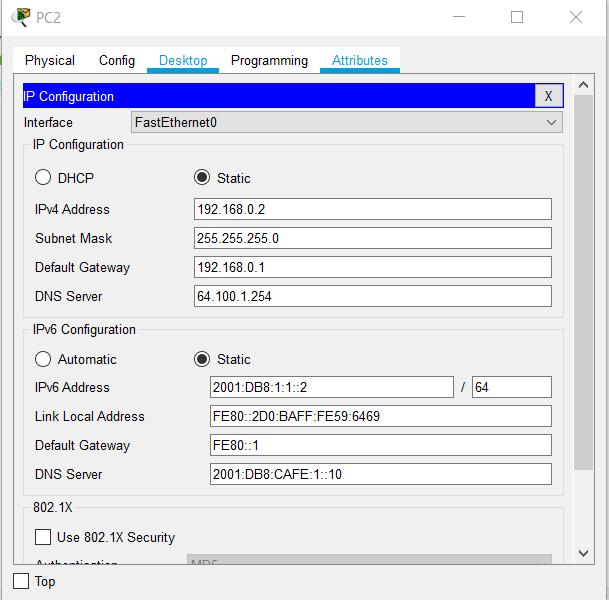 PC2
Physical Config Desktop Programming Attributes
IP Configuration X
Interface FastEthernet0
IP Configuration
DHCP Static
IPv4 Address 192.168.0.2
Subnet Mask 255.255.255.0
Default Gateway 192.168.0.1
DNS Server 64.100.1.254
IPv6 Configuration
Automatic Static
IPv6 Address 2001:DB8:1:1::2 / 64
Link Local Address FE80::2D0:BAFF:FE59:6469
Default Gateway FE80::1
DNS Server 2001:DB8:CAFE:1::10
802.1X
Use 802.1X Security
Authentication MD5
Top